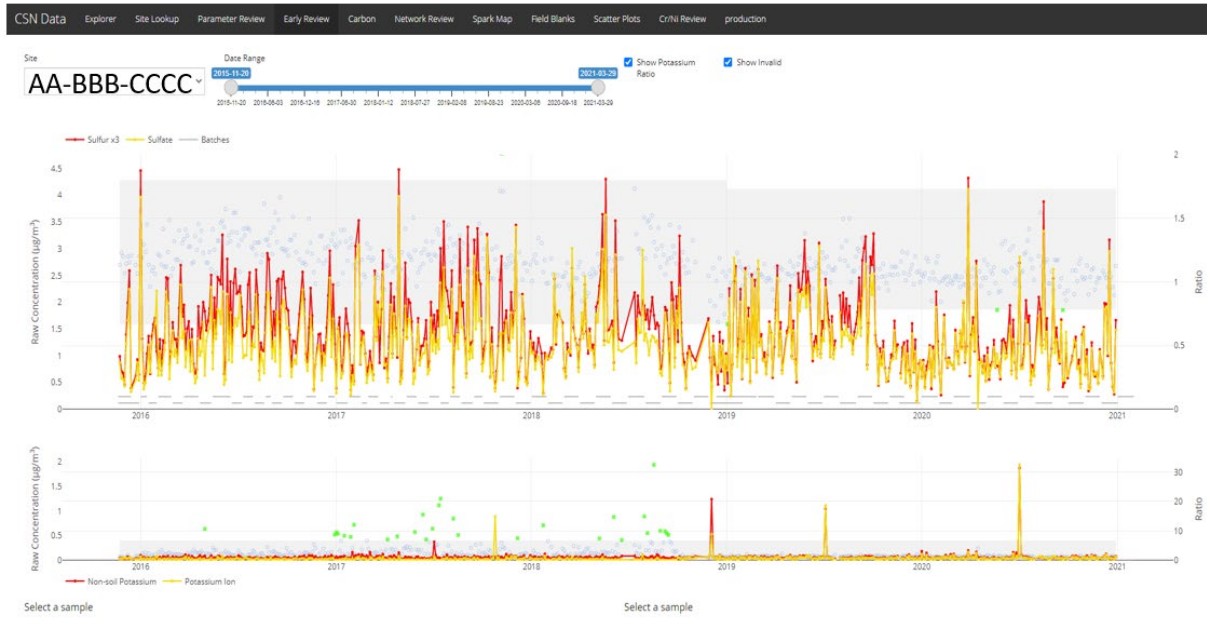 CSN Data Explorer Site Lookup Parameter Review Early Review Carbon Network Review Spark Map Field Blanks Scatter Plots Cr/Ni Review production
Site Date Range
AA-BBB-CCCC
2015-11-20 2021-03-29
Show Potassium Ratio
Show Invalid
2015-11-20 2016-06-03 2016-12-16 2017-06-30 2018-01-12 2018-07-27 2019-02-08 2019-08-23 2020-03-06 2020-09-18 2021-03-29
Sulfur x3 Sulfate Batches
Raw Concentration (µg/m³)
4.5
4
3.5
3
2.5
2
1.5
1
0.5
0
2
1.5
1
0.5
0
Ratio
2016 2017 2018 2019 2020 2021
Raw Concentration (µg/m³)
2
1.5
1
0.5
0
30
20
10
0
Ratio
2016 2017 2018 2019 2020 2021
Non-soil Potassium Potassium Ion
Select a sample Select a sample